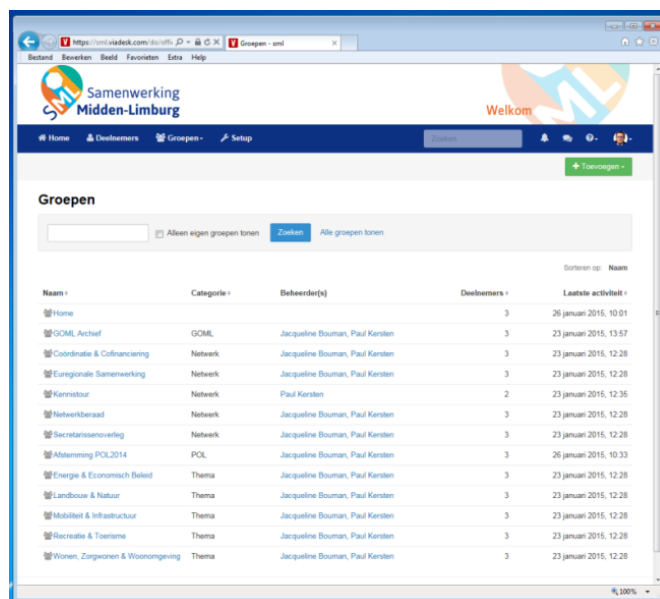 https://sml.viadesk.com/do/offi
Groepen - sml
Bestand Bewerken Beeld Favorieten Extra Help
SML
Samenwerking
Midden-Limburg
Welkom
Home Deelnemers Groepen Setup Zoeken
+ Toevoegen
Groepen
Alleen eigen groepen tonen Zoeken Alle groepen tonen
Sorteren op: Naam
Naam Categorie Beheerder(s) Deelnemers Laatste activiteit
Home 3 26 januari 2015, 10:01
GOML Archief GOML Jacqueline Bouman, Paul Kersten 3 23 januari 2015, 13:57
Coördinatie & Cofinanciering Netwerk Jacqueline Bouman, Paul Kersten 3 23 januari 2015, 12:28
Euregionale Samenwerking Netwerk Jacqueline Bouman, Paul Kersten 3 23 januari 2015, 12:28
Kennistour Netwerk Paul Kersten 2 23 januari 2015, 12:35
Netwerkberaad Netwerk Jacqueline Bouman, Paul Kersten 3 23 januari 2015, 12:28
Secretarissenoverleg Netwerk Jacqueline Bouman, Paul Kersten 3 23 januari 2015, 12:28
Afstemming POL2014 POL Jacqueline Bouman, Paul Kersten 3 26 januari 2015, 10:33
Energie & Economisch Beleid Thema Jacqueline Bouman, Paul Kersten 3 23 januari 2015, 12:28
Landbouw & Natuur Thema Jacqueline Bouman, Paul Kersten 3 23 januari 2015, 12:28
Mobiliteit & Infrastructuur Thema Jacqueline Bouman, Paul Kersten 3 23 januari 2015, 12:28
Recreatie & Toerisme Thema Jacqueline Bouman, Paul Kersten 3 23 januari 2015, 12:28
Wonen, Zorgwonen & Woonomgeving Thema Jacqueline Bouman, Paul Kersten 3 23 januari 2015, 12:28
100%